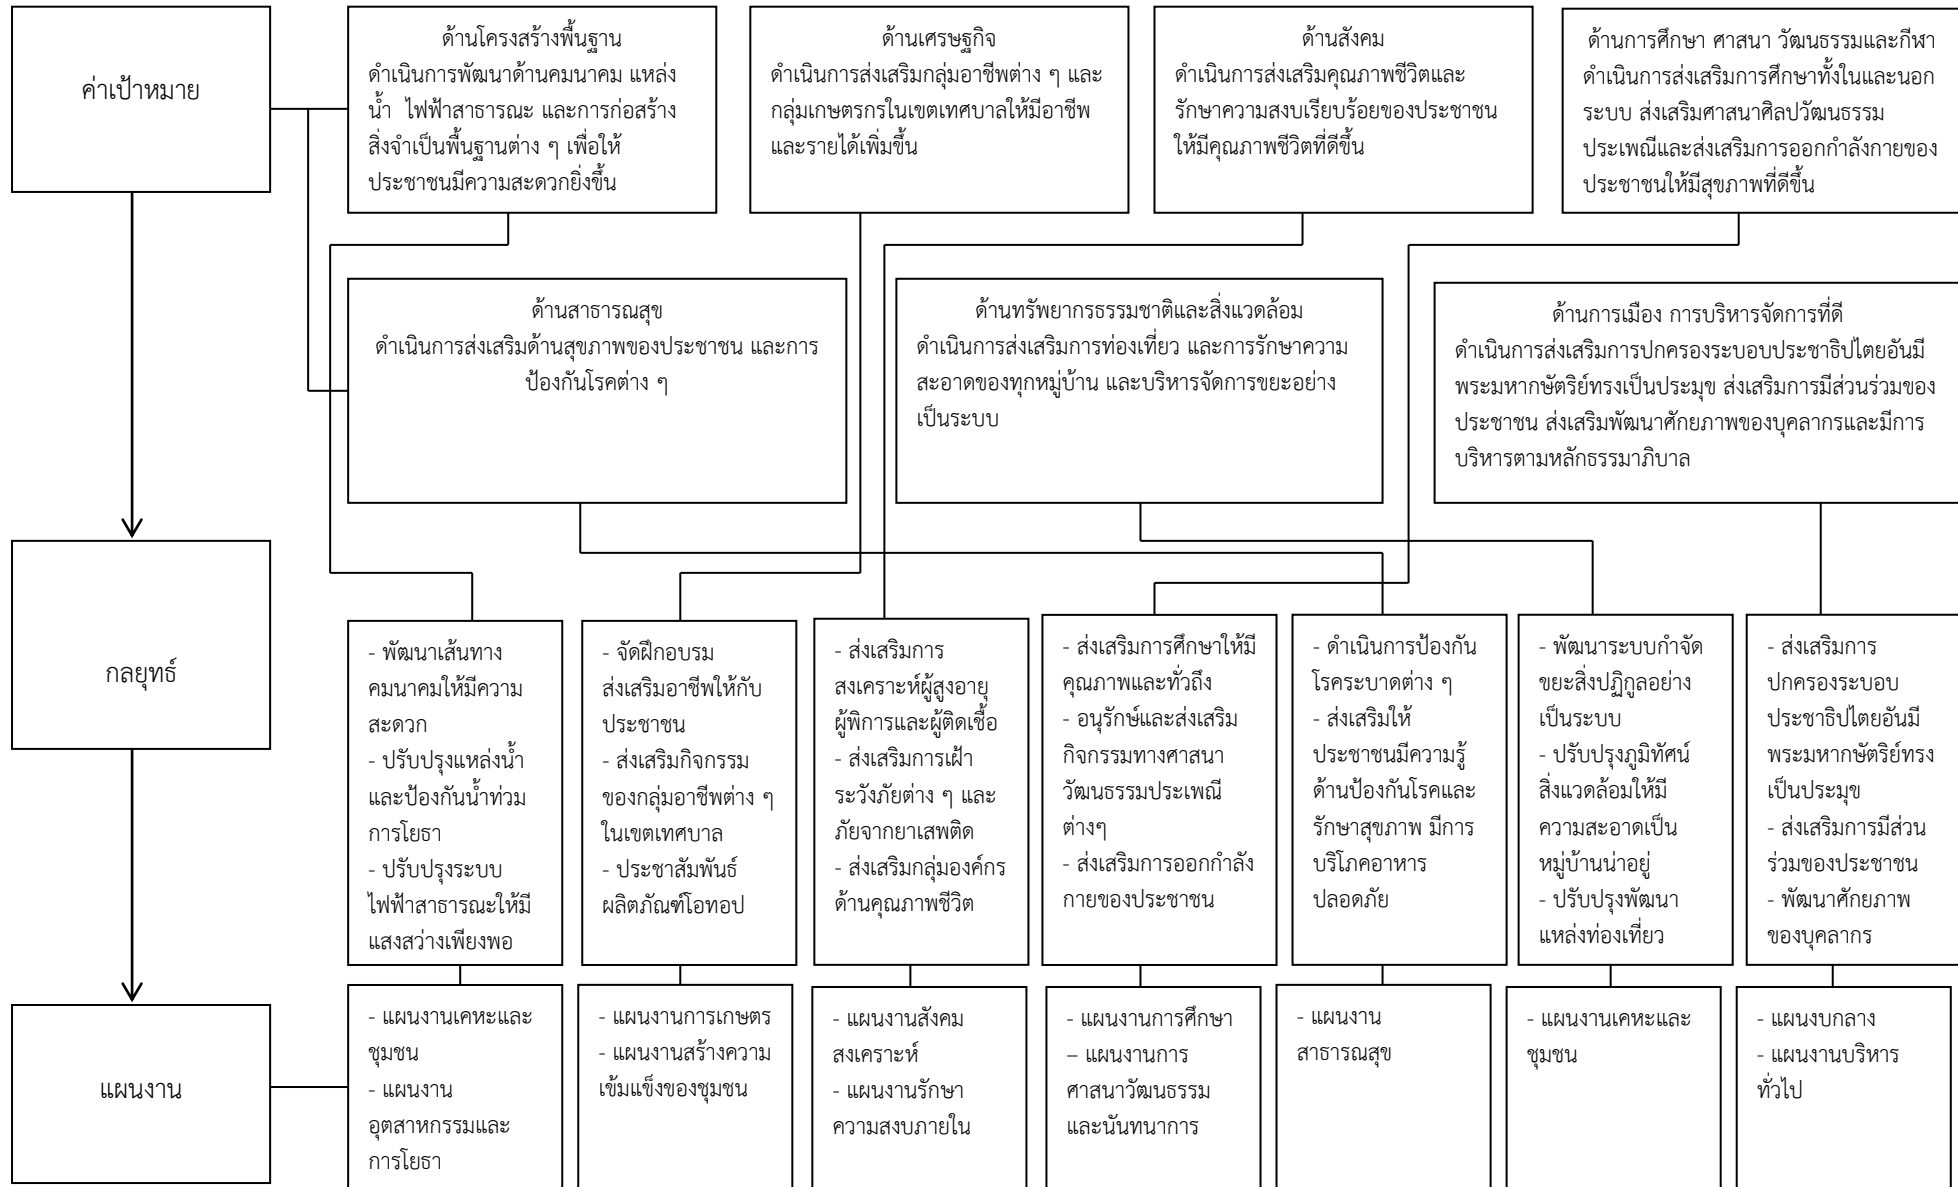 ค่าเป้าหมาย
ด้านโครงสร้างพื้นฐาน
ดำเนินการพัฒนาด้านคมนาคม แหล่ง
น้ำ ไฟฟ้าสาธารณะ และการก่อสร้าง
สิ่งจำเป็นพื้นฐานต่าง ๆ เพื่อให้
ประชาชนมีความสะดวกยิ่งขึ้น
ด้านเศรษฐกิจ
ดำเนินการส่งเสริมกลุ่มอาชีพต่าง ๆ และ
กลุ่มเกษตรกรในเขตเทศบาลให้มีอาชีพ
และรายได้เพิ่มขึ้น
ด้านสังคม
ดำเนินการส่งเสริมคุณภาพชีวิตและ
รักษาความสงบเรียบร้อยของประชาชน
ให้มีคุณภาพชีวิตที่ดีขึ้น
ด้านการศึกษา ศาสนา วัฒนธรรมและกีฬา
ดำเนินการส่งเสริมการศึกษาทั้งในและนอก
ระบบ ส่งเสริมศาสนาศิลปวัฒนธรรม
ประเพณีและส่งเสริมการออกกำลังกายของ
ประชาชนให้มีสุขภาพที่ดีขึ้น
ด้านสาธารณสุข
ดำเนินการส่งเสริมด้านสุขภาพของประชาชน และการ
ป้องกันโรคต่าง ๆ
ด้านทรัพยากรธรรมชาติและสิ่งแวดล้อม
ดำเนินการส่งเสริมการท่องเที่ยว และการรักษาความ
สะอาดของทุกหมู่บ้าน และบริหารจัดการขยะอย่าง
เป็นระบบ
ด้านการเมือง การบริหารจัดการที่ดี
ดำเนินการส่งเสริมการปกครองระบอบประชาธิปไตยอันมี
พระมหากษัตริย์ทรงเป็นประมุข ส่งเสริมการมีส่วนร่วมของ
ประชาชน ส่งเสริมพัฒนาศักยภาพของบุคลากรและมีการ
บริหารตามหลักธรรมาภิบาล
กลยุทธ์
- พัฒนาเส้นทาง
คมนาคมให้มีความ
สะดวก
- ปรับปรุงแหล่งน้ำ
และป้องกันน้ำท่วม
การโยธา
- ปรับปรุงระบบ
ไฟฟ้าสาธารณะให้มี
แสงสว่างเพียงพอ
- จัดฝึกอบรม
ส่งเสริมอาชีพให้กับ
ประชาชน
- ส่งเสริมกิจกรรม
ของกลุ่มอาชีพต่าง ๆ
ในเขตเทศบาล
- ประชาสัมพันธ์
ผลิตภัณฑ์โอทอป
- ส่งเสริมการ
สงเคราะห์ผู้สูงอายุ
ผู้พิการและผู้ติดเชื้อ
- ส่งเสริมการเฝ้า
ระวังภัยต่าง ๆ และ
ภัยจากยาเสพติด
- ส่งเสริมกลุ่มองค์กร
ด้านคุณภาพชีวิต
- ส่งเสริมการศึกษาให้มี
คุณภาพและทั่วถึง
- อนุรักษ์และส่งเสริม
กิจกรรมทางศาสนา
วัฒนธรรมประเพณี
ต่างๆ
- ส่งเสริมการออกกำลัง
กายของประชาชน
- ดำเนินการป้องกัน
โรคระบาดต่าง ๆ
- ส่งเสริมให้
ประชาชนมีความรู้
ด้านป้องกันโรคและ
รักษาสุขภาพ มีการ
บริโภคอาหาร
ปลอดภัย
- พัฒนาระบบกำจัด
ขยะสิ่งปฏิกูลอย่าง
เป็นระบบ
- ปรับปรุงภูมิทัศน์
สิ่งแวดล้อมให้มี
ความสะอาดเป็น
หมู่บ้านน่าอยู่
- ปรับปรุงพัฒนา
แหล่งท่องเที่ยว
- ส่งเสริมการ
ปกครองระบอบ
ประชาธิปไตยอันมี
พระมหากษัตริย์ทรง
เป็นประมุข
- ส่งเสริมการมีส่วน
ร่วมของประชาชน
- พัฒนาศักยภาพ
ของบุคลากร
แผนงาน
- แผนงานเคหะและ
ชุมชน
- แผนงาน
อุตสาหกรรมและ
การโยธา
- แผนงานการเกษตร
- แผนงานสร้างความ
เข้มแข็งของชุมชน
- แผนงานสังคม
สงเคราะห์
- แผนงานรักษา
ความสงบภายใน
- แผนงานการศึกษา
– แผนงานการ
ศาสนาวัฒนธรรม
และนันทนาการ
- แผนงาน
สาธารณสุข
- แผนงานเคหะและ
ชุมชน
- แผนงบกลาง
- แผนงานบริหาร
ทั่วไป